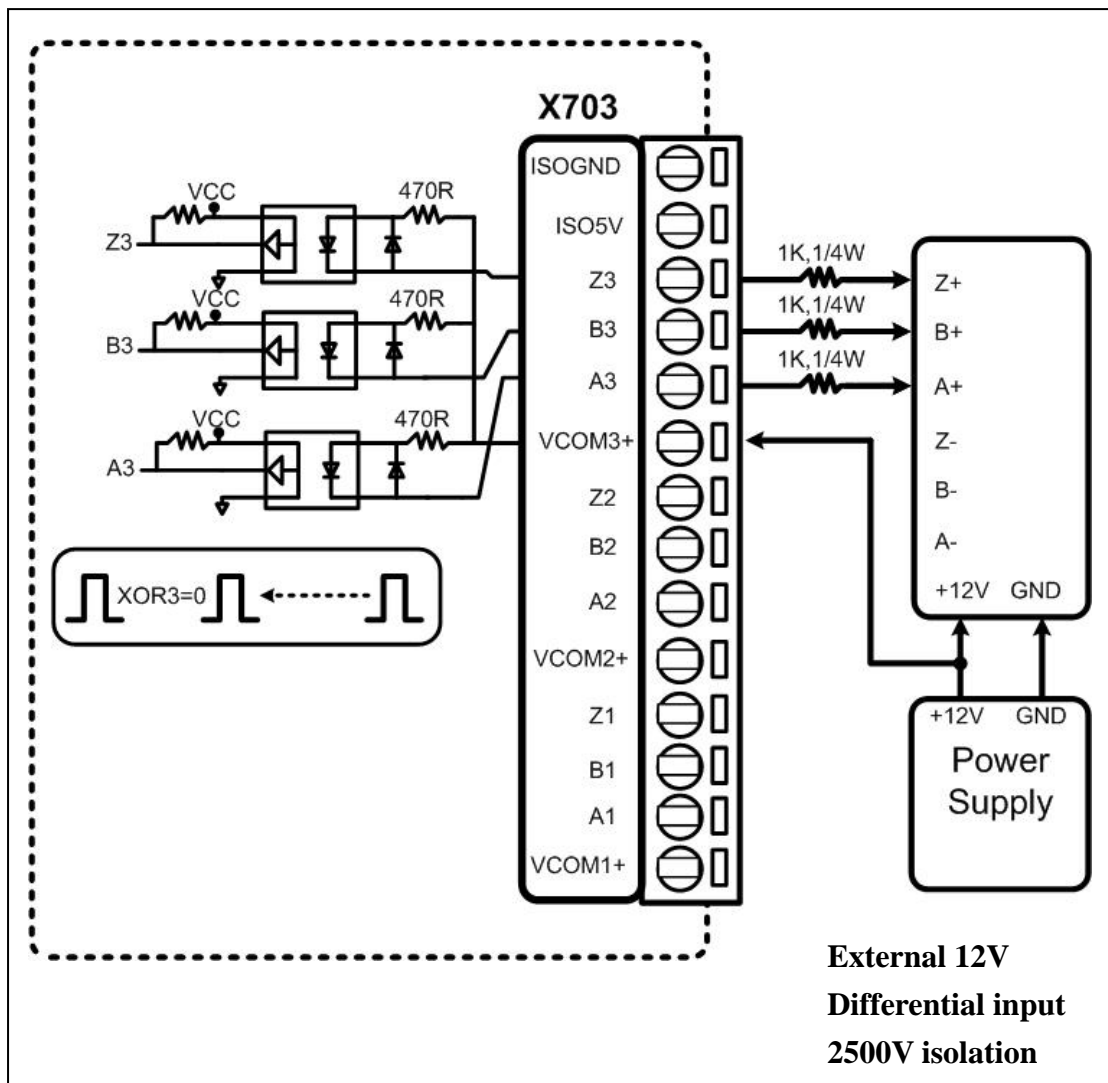 X703
ISOGND
ISO5V
Z3
B3
A3
VCOM3+
Z2
B2
A2
VCOM2+
Z1
B1
A1
VCOM1+
VCC
470R
Z3
VCC
470R
B3
VCC
470R
A3
XOR3=0
1K,1/4W
1K,1/4W
1K,1/4W
Z+
B+
A+
Z-
B-
A-
+12V GND
+12V GND
Power
Supply
External 12V
Differential input
2500V isolation